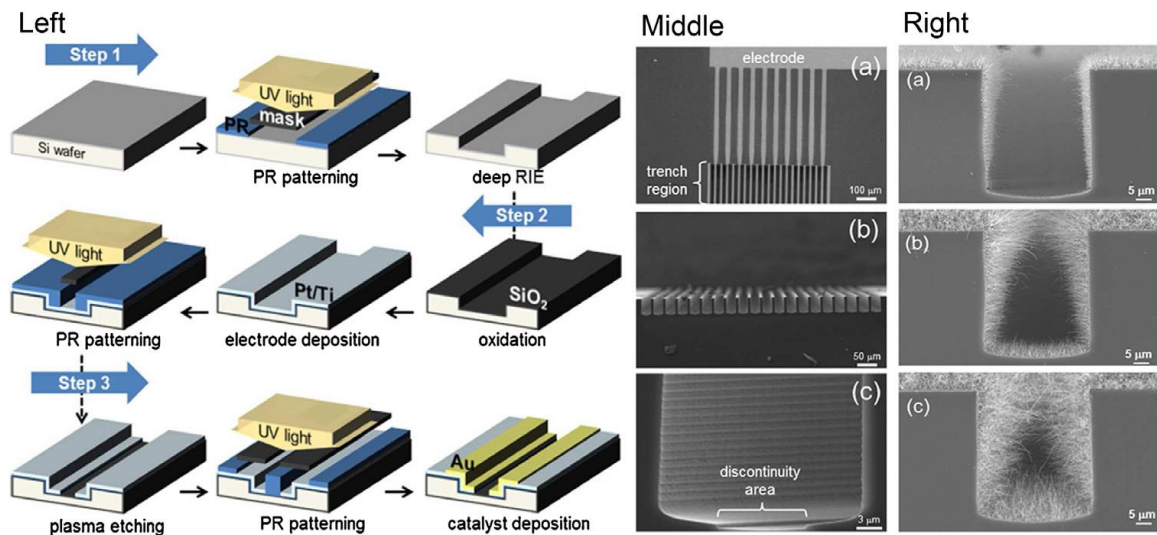 Left
Step 1
UV light
mask
PR
Si wafer
PR patterning
deep RIE
Step 2
UV light
Pt/Ti
SiO2
PR patterning
electrode deposition
oxidation
Step 3
UV light
Au
plasma etching
PR patterning
catalyst deposition
Middle
electrode
(a)
trench
region
100 μm
(b)
50 μm
(c)
discontinuity
area
3 μm
Right
(a)
5 μm
(b)
5 μm
(c)
5 μm